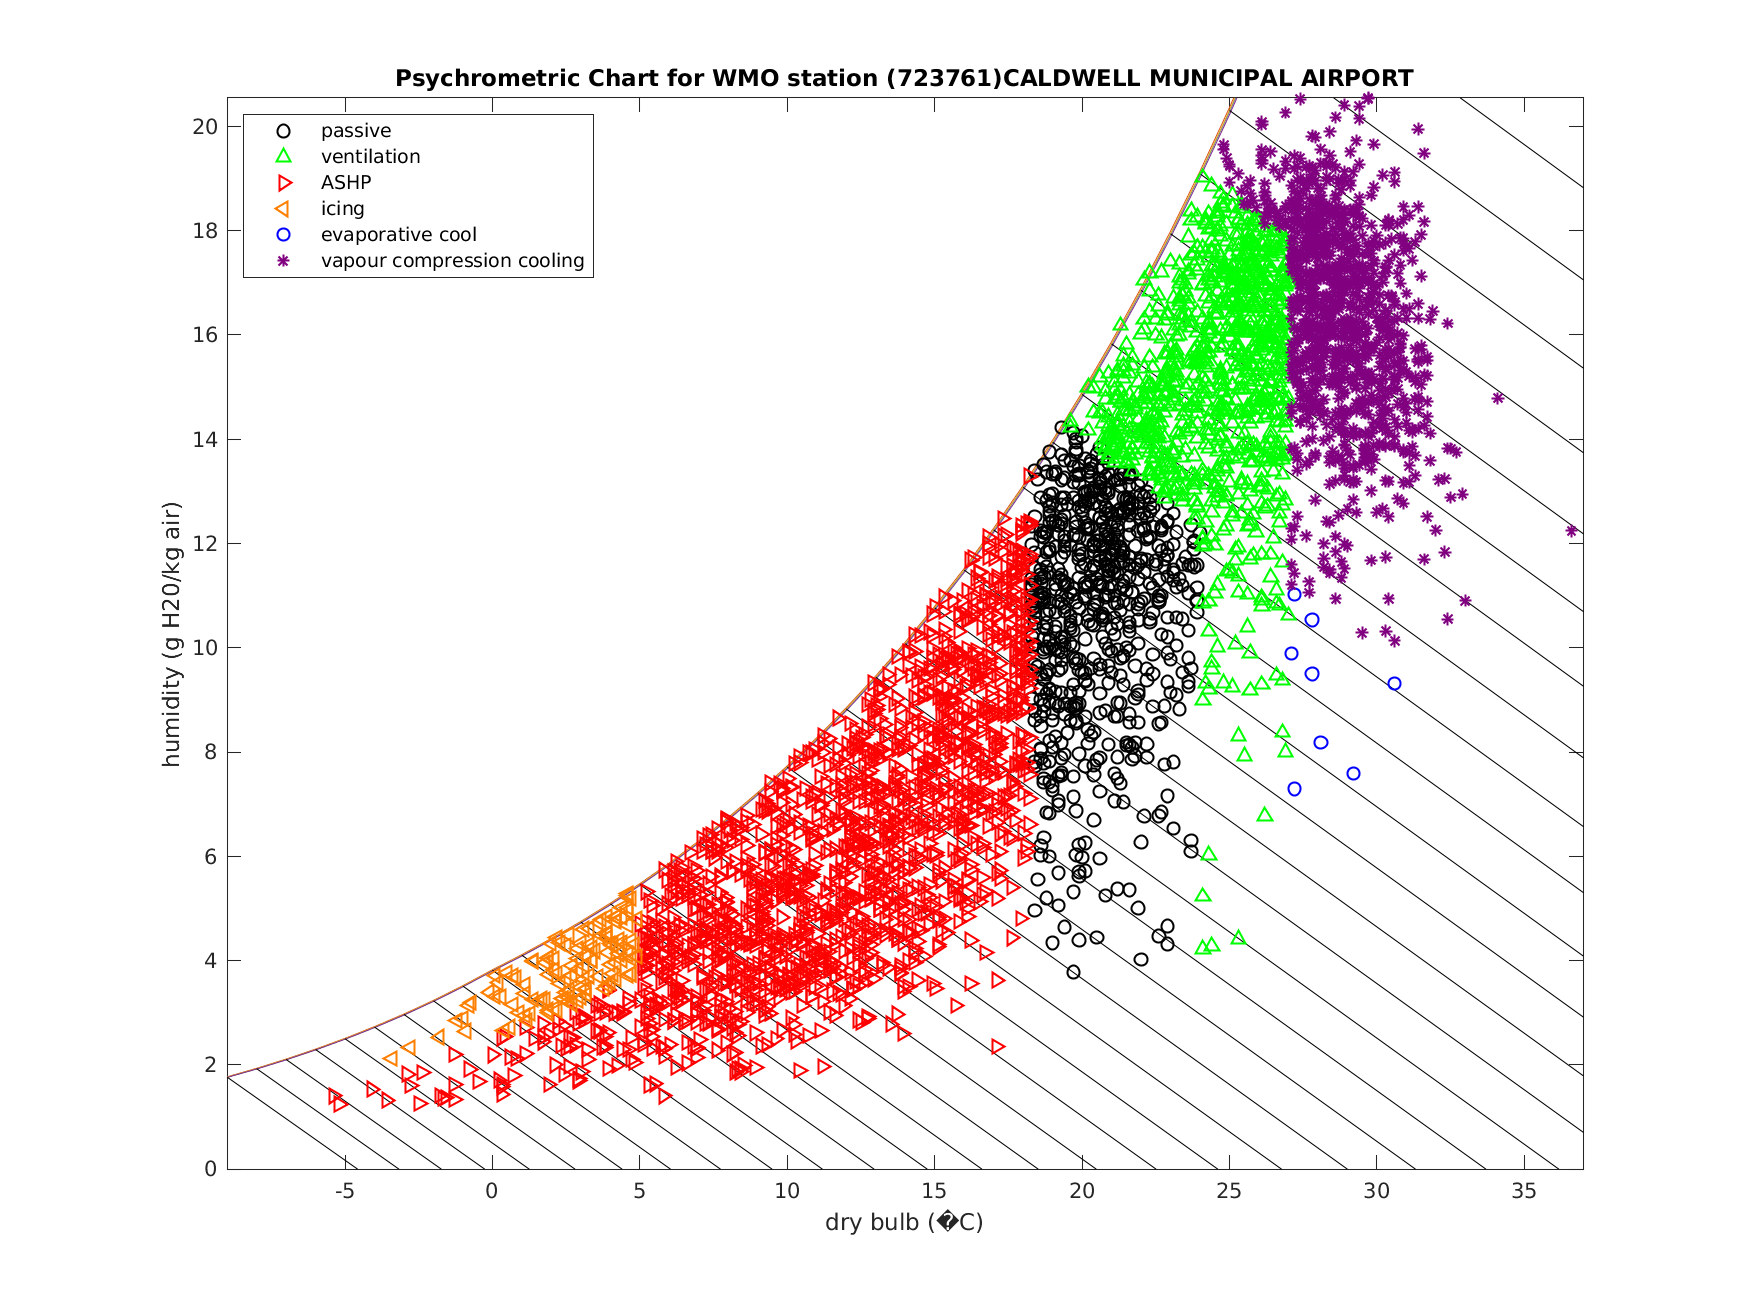 Psychrometric Chart for WMO station (723761)CALDWELL MUNICIPAL AIRPORT
passive
ventilation
ASHP
icing
evaporative cool
vapour compression cooling
humidity (g H20/kg air)
20
18
16
14
12
10
8
6
4
2
0
-5 0 5 10 15 20 25 30 35
dry bulb (�C)